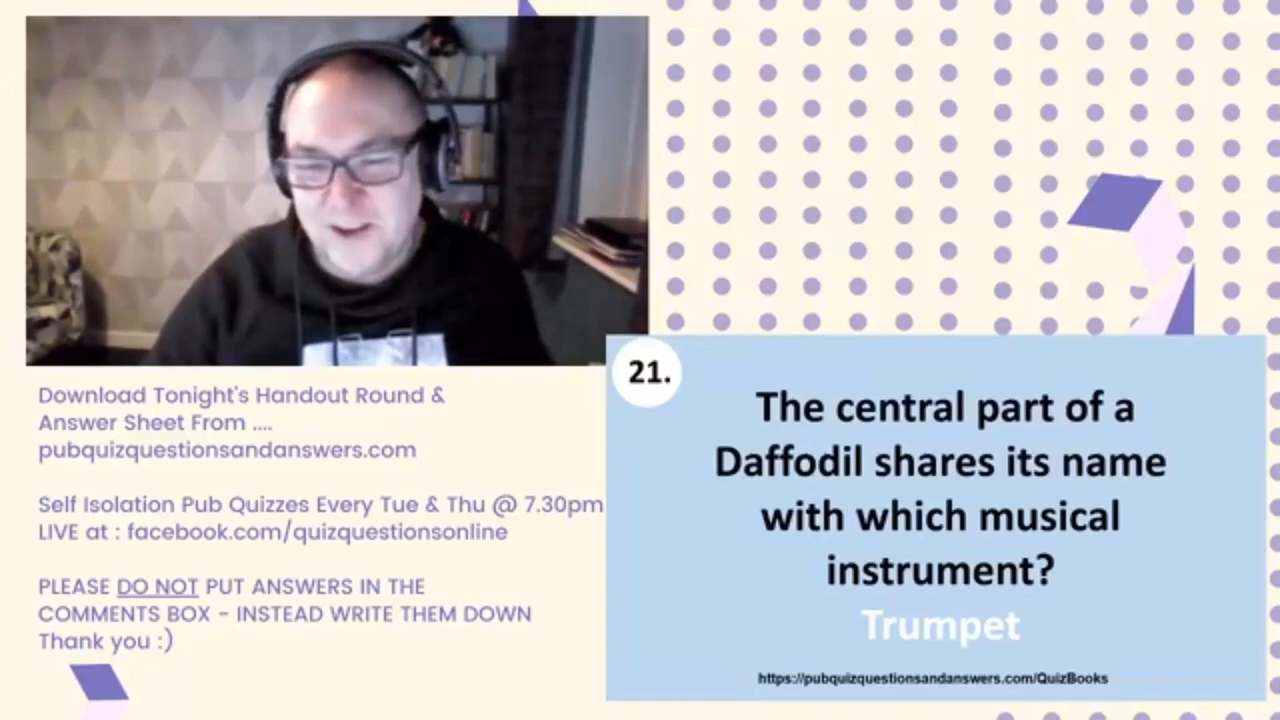 Download Tonight's Handout Round &
Answer Sheet From ....
pubquizquestionsandanswers.com
Self Isolation Pub Quizzes Every Tue & Thu @ 7.30pm
LIVE at : facebook.com/quizquestionsonline
PLEASE DO NOT PUT ANSWERS IN THE
COMMENTS BOX - INSTEAD WRITE THEM DOWN
Thank you :)
21.
The central part of a
Daffodil shares its name
with which musical
instrument?
Trumpet
https://pubquizquestionsandanswers.com/QuizBooks